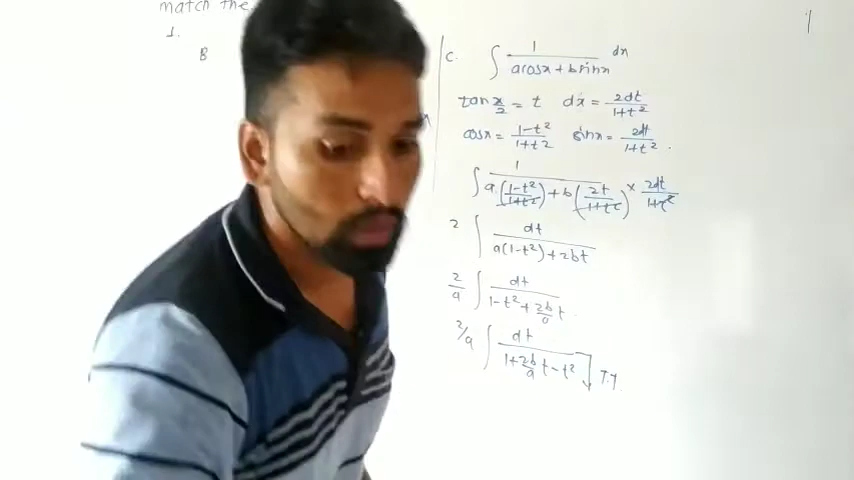 match the
1.
B
c. ∫ 1/(acosx + bsinx) dx
tan x/2 = t dx = 2dt/(1+t²)
cosx = (1-t²)/(1+t²) sinx = 2dt/(1+t²).
∫ 1/(a.((1-t²)/(1+t²)) + b(2t/(1+t²))) × 2dt/(1+t²)
2 ∫ dt/(a(1-t²)+2bt)
2/a ∫ dt/(1-t²+(2b/a)t)
2/a ∫ dt/(1+(2b/a)t-t²) T.Y